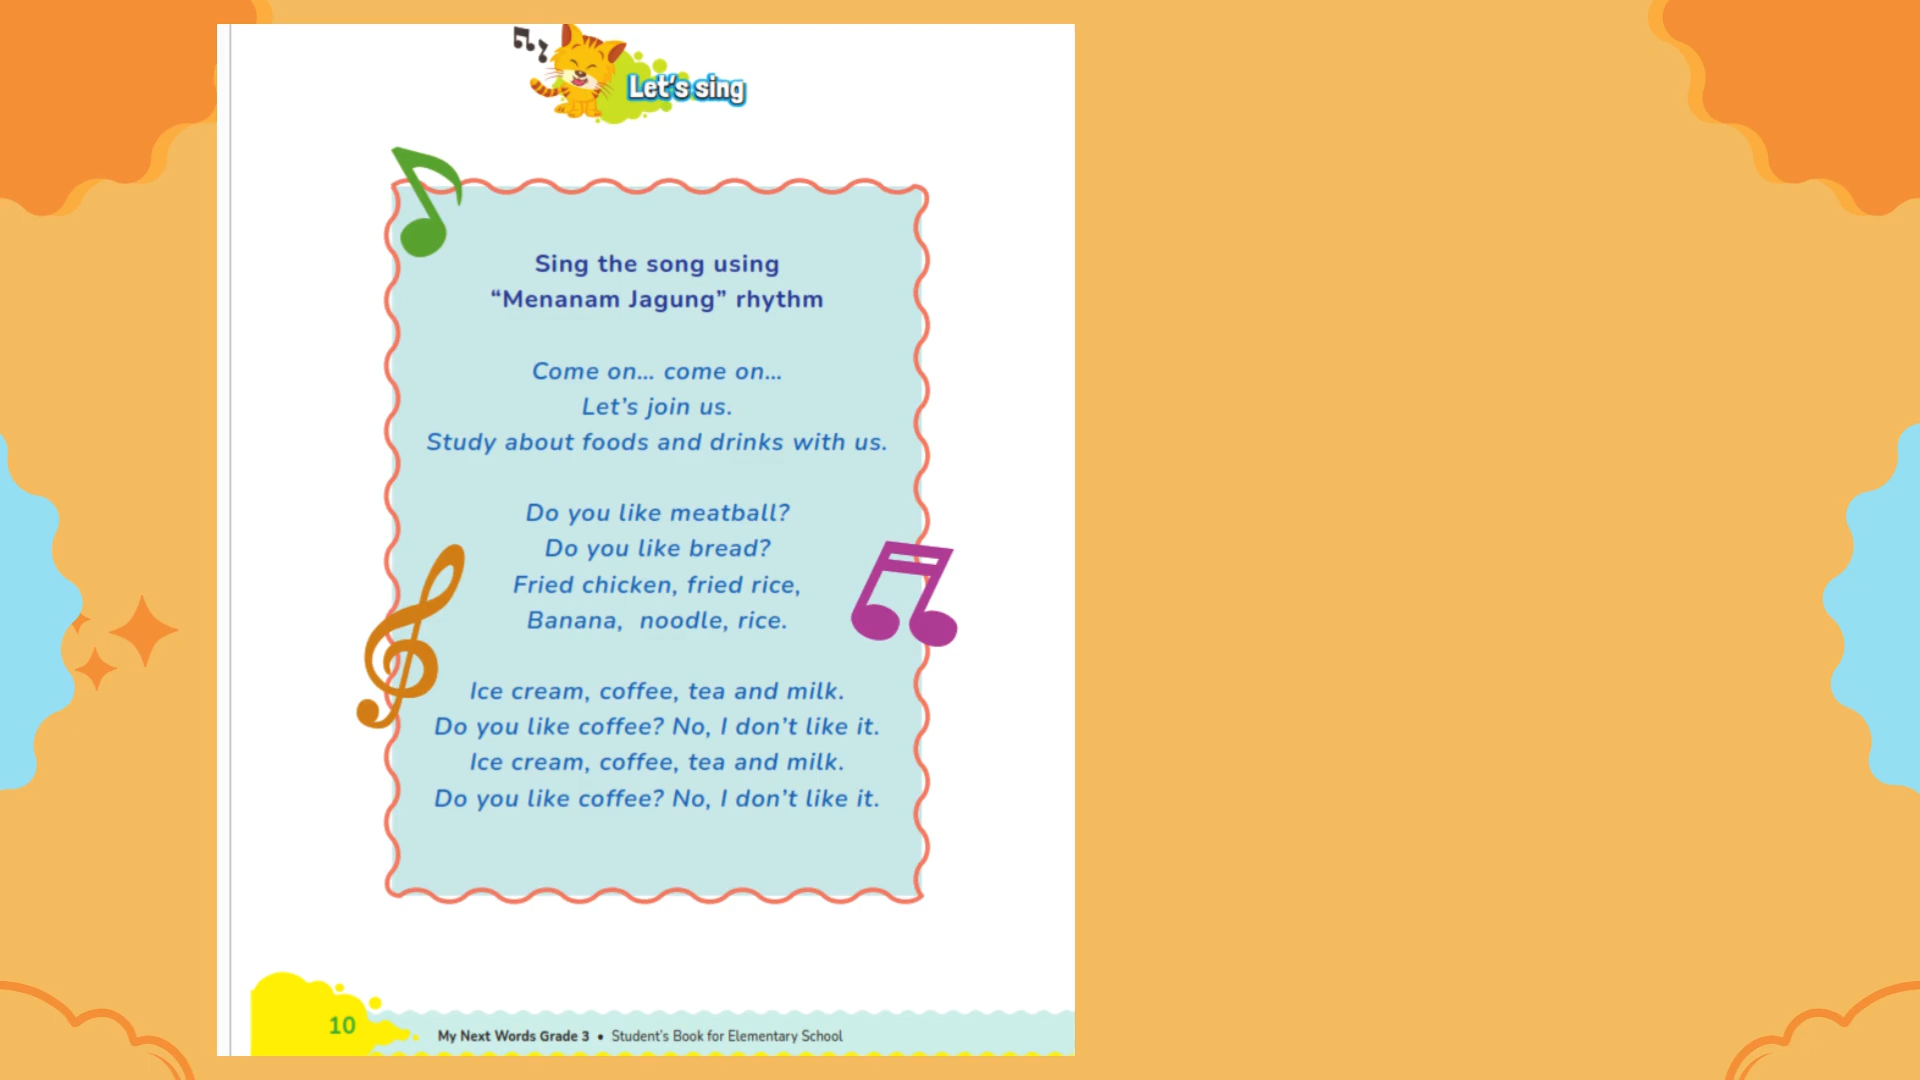 Let's sing
Sing the song using
“Menanam Jagung” rhythm
Come on... come on...
Let's join us.
Study about foods and drinks with us.
Do you like meatball?
Do you like bread?
Fried chicken, fried rice,
Banana, noodle, rice.
Ice cream, coffee, tea and milk.
Do you like coffee? No, I don't like it.
Ice cream, coffee, tea and milk.
Do you like coffee? No, I don't like it.
10
My Next Words Grade 3 • Student's Book for Elementary School